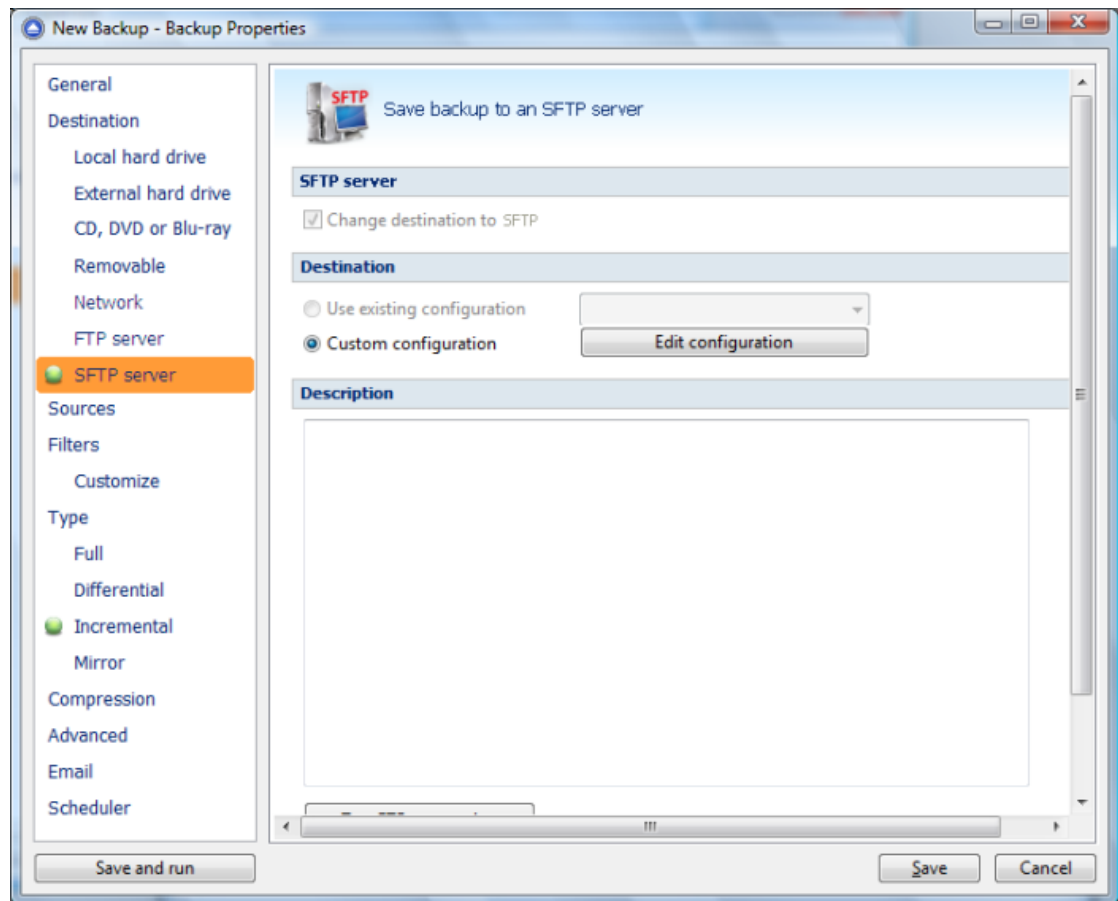 New Backup - Backup Properties
General
Destination
Local hard drive
External hard drive
CD, DVD or Blu-ray
Removable
Network
FTP server
SFTP server
Sources
Filters
Customize
Type
Full
Differential
Incremental
Mirror
Compression
Advanced
Email
Scheduler
SFTP
Save backup to an SFTP server
SFTP server
Change destination to SFTP
Destination
Use existing configuration
Custom configuration
Edit configuration
Description
Save and run
Save
Cancel